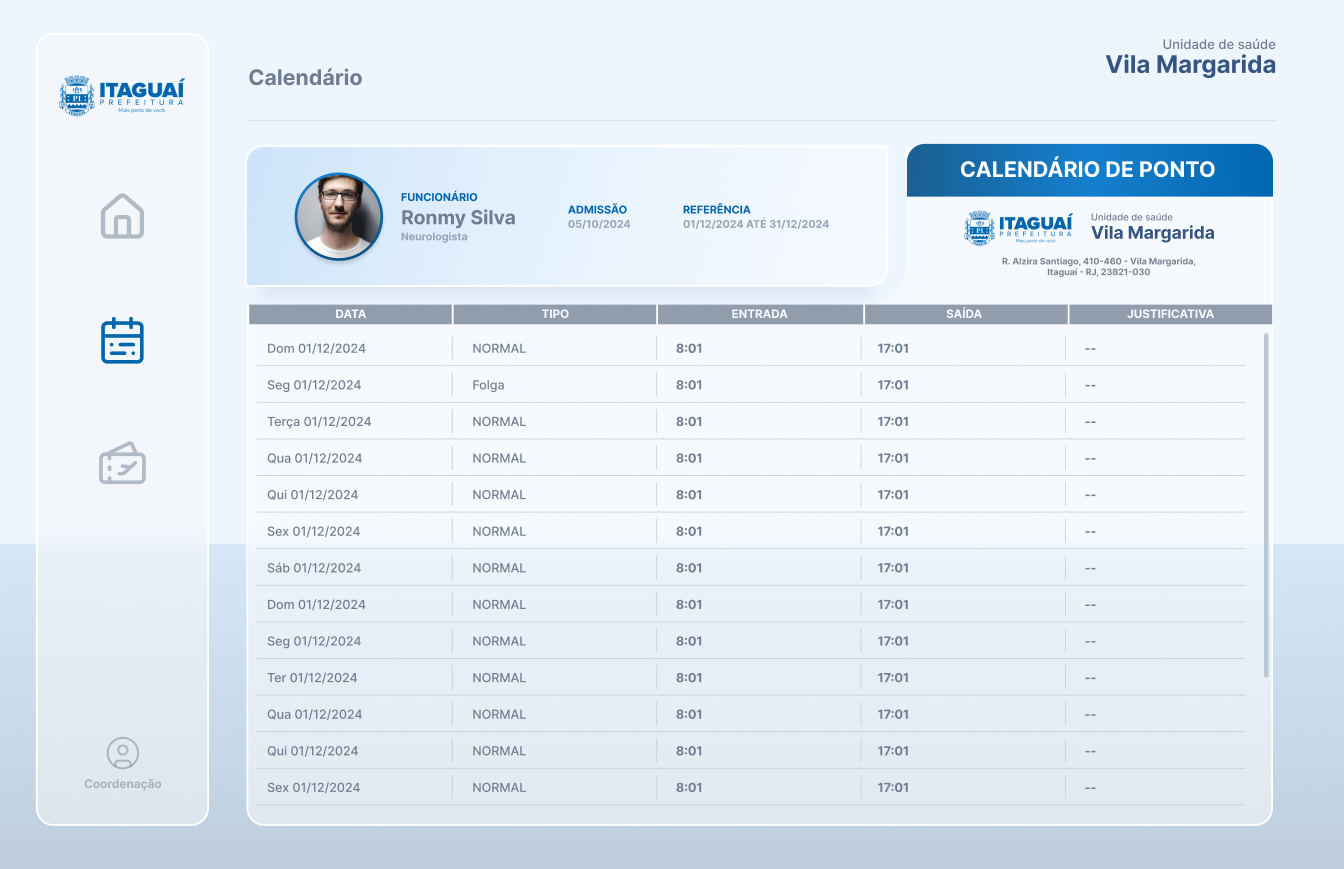 ITAGUAÍ
PREFEITURA
Mais perto de você
Calendário
Unidade de saúde
Vila Margarida
FUNCIONÁRIO
Ronmy Silva
Neurologista
ADMISSÃO
05/10/2024
REFERÊNCIA
01/12/2024 ATÉ 31/12/2024
CALENDÁRIO DE PONTO
ITAGUAÍ
PREFEITURA
Mais perto de você
Unidade de saúde
Vila Margarida
R. Alzira Santiago, 410-460 - Vila Margarida,
Itaguaí - RJ, 23821-030
DATA TIPO ENTRADA SAÍDA JUSTIFICATIVA
Dom 01/12/2024 NORMAL 8:01 17:01 --
Seg 01/12/2024 Folga 8:01 17:01 --
Terça 01/12/2024 NORMAL 8:01 17:01 --
Qua 01/12/2024 NORMAL 8:01 17:01 --
Qui 01/12/2024 NORMAL 8:01 17:01 --
Sex 01/12/2024 NORMAL 8:01 17:01 --
Sáb 01/12/2024 NORMAL 8:01 17:01 --
Dom 01/12/2024 NORMAL 8:01 17:01 --
Seg 01/12/2024 NORMAL 8:01 17:01 --
Ter 01/12/2024 NORMAL 8:01 17:01 --
Qua 01/12/2024 NORMAL 8:01 17:01 --
Qui 01/12/2024 NORMAL 8:01 17:01 --
Sex 01/12/2024 NORMAL 8:01 17:01 --
Coordenação